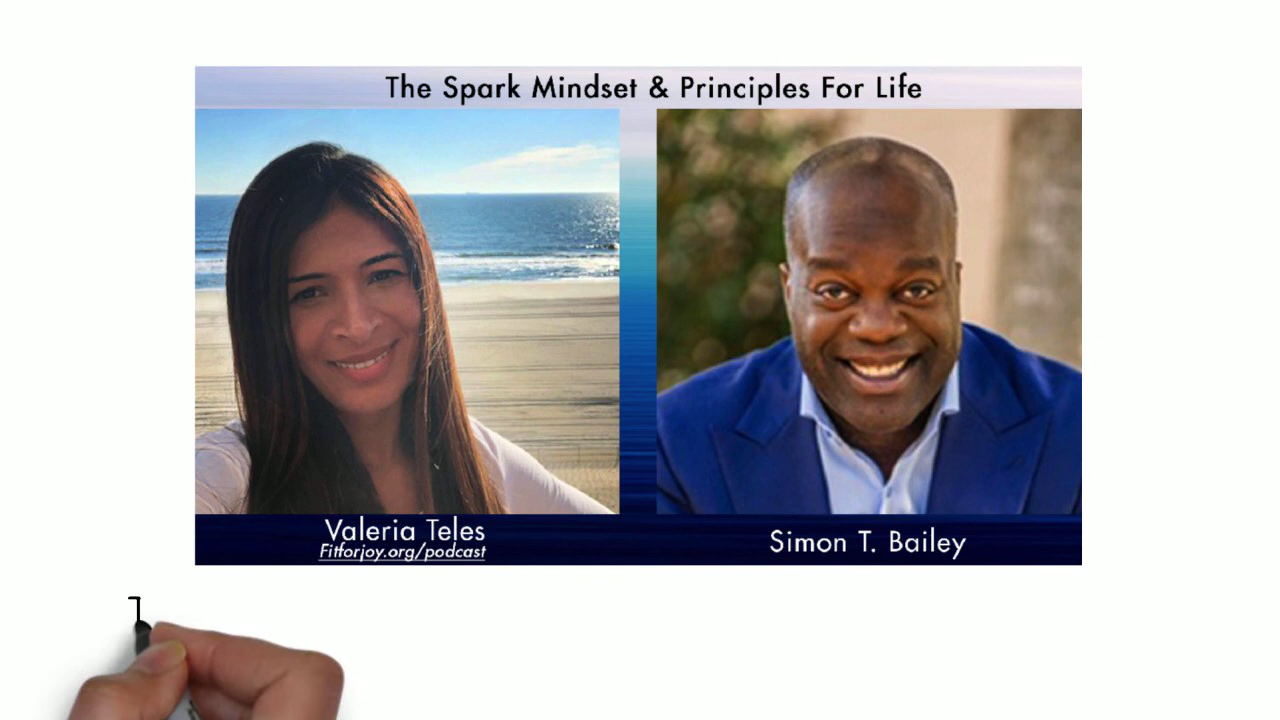 The Spark Mindset & Principles For Life
Valeria Teles
Fitforjoy.org/podcast
Simon T. Bailey